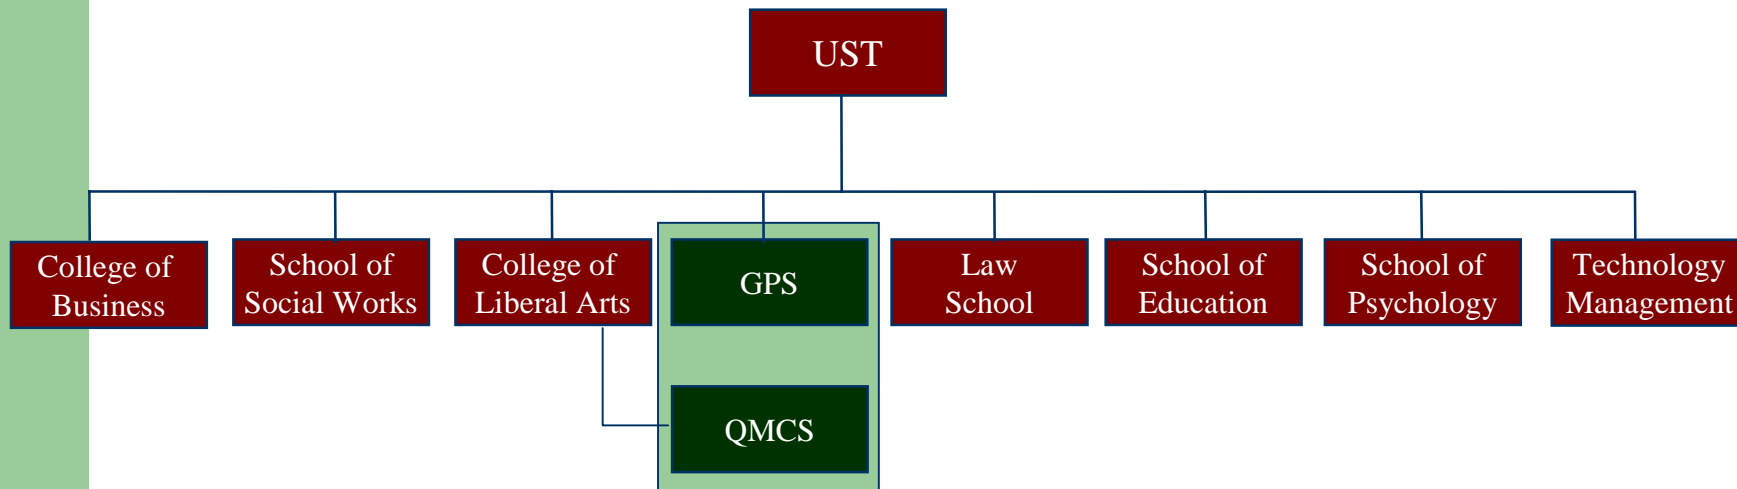 UST
College of
Business
School of
Social Works
College of
Liberal Arts
GPS
Law
School
School of
Education
School of
Psychology
Technology
Management
QMCS